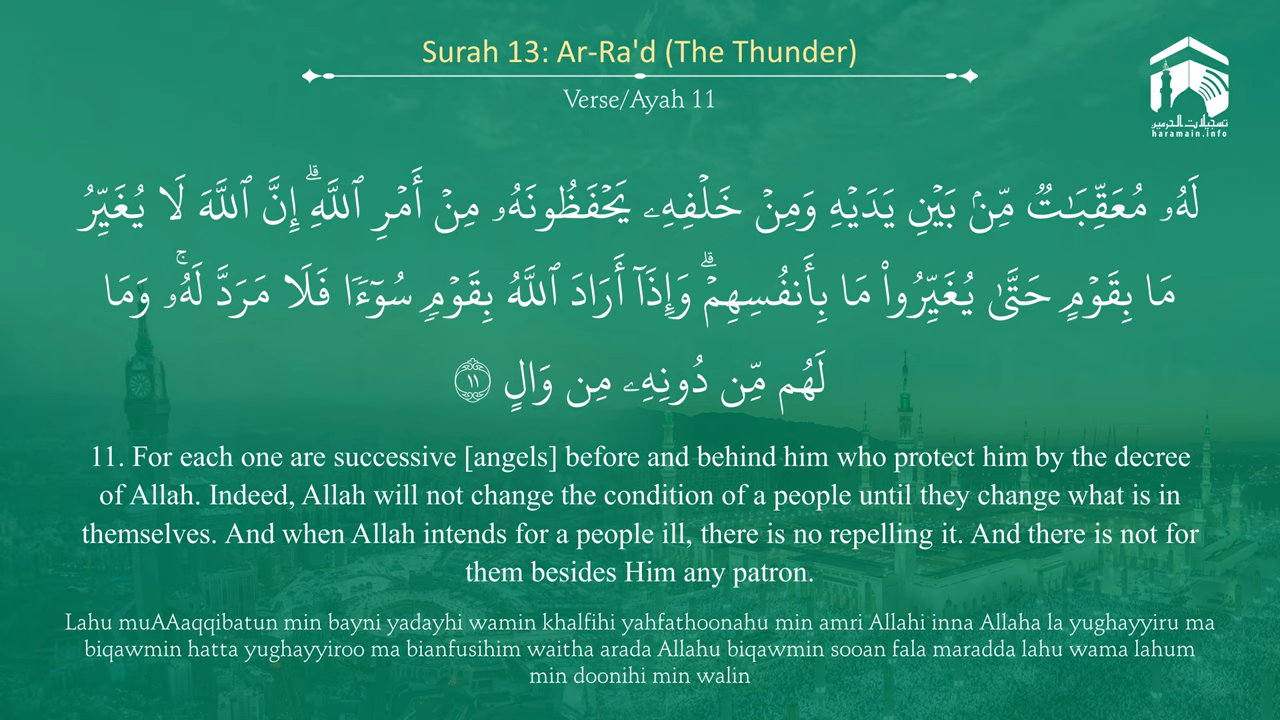 Surah 13: Ar-Ra'd (The Thunder)
Verse/Ayah 11
تسجيلات الحرمين
haramain.info
لَهُۥ مُعَقِّبَـٰتٌ مِّنۢ بَيْنِ يَدَيْهِ وَمِنْ خَلْفِهِۦ يَحْفَظُونَهُۥ مِنْ أَمْرِ ٱللَّهِ ۗ إِنَّ ٱللَّهَ لَا يُغَيِّرُ
مَا بِقَوْمٍ حَتَّىٰ يُغَيِّرُوا۟ مَا بِأَنفُسِهِمْ ۗ وَإِذَآ أَرَادَ ٱللَّهُ بِقَوْمٍ سُوٓءًا فَلَا مَرَدَّ لَهُۥ ۚ وَمَا
لَهُم مِّن دُونِهِۦ مِن وَالٍ ١١
11. For each one are successive [angels] before and behind him who protect him by the decree
of Allah. Indeed, Allah will not change the condition of a people until they change what is in
themselves. And when Allah intends for a people ill, there is no repelling it. And there is not for
them besides Him any patron.
Lahu muAAaqqibatun min bayni yadayhi wamin khalfihi yahfathoonahu min amri Allahi inna Allaha la yughayyiru ma
biqawmin hatta yughayyiroo ma bianfusihim waitha arada Allahu biqawmin sooan fala maradda lahu wama lahum
min doonihi min walin